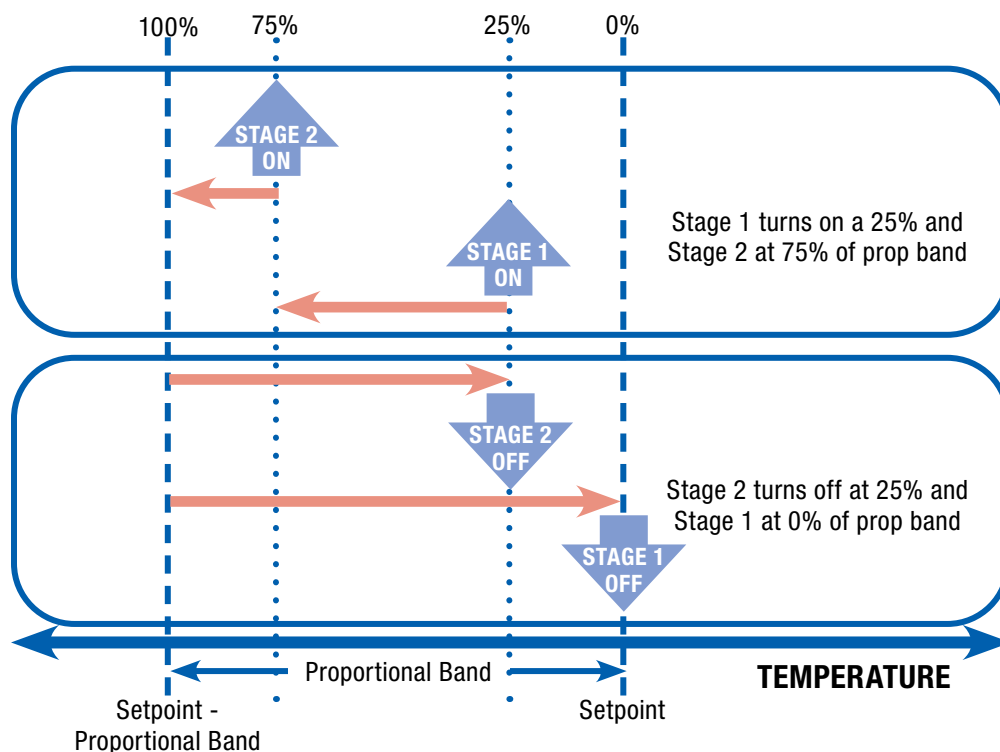 100% 75% 25% 0%
STAGE 2
ON
STAGE 1
ON
Stage 1 turns on a 25% and
Stage 2 at 75% of prop band
STAGE 2
OFF
Stage 2 turns off at 25% and
Stage 1 at 0% of prop band
STAGE 1
OFF
Proportional Band
TEMPERATURE
Setpoint -
Proportional Band
Setpoint